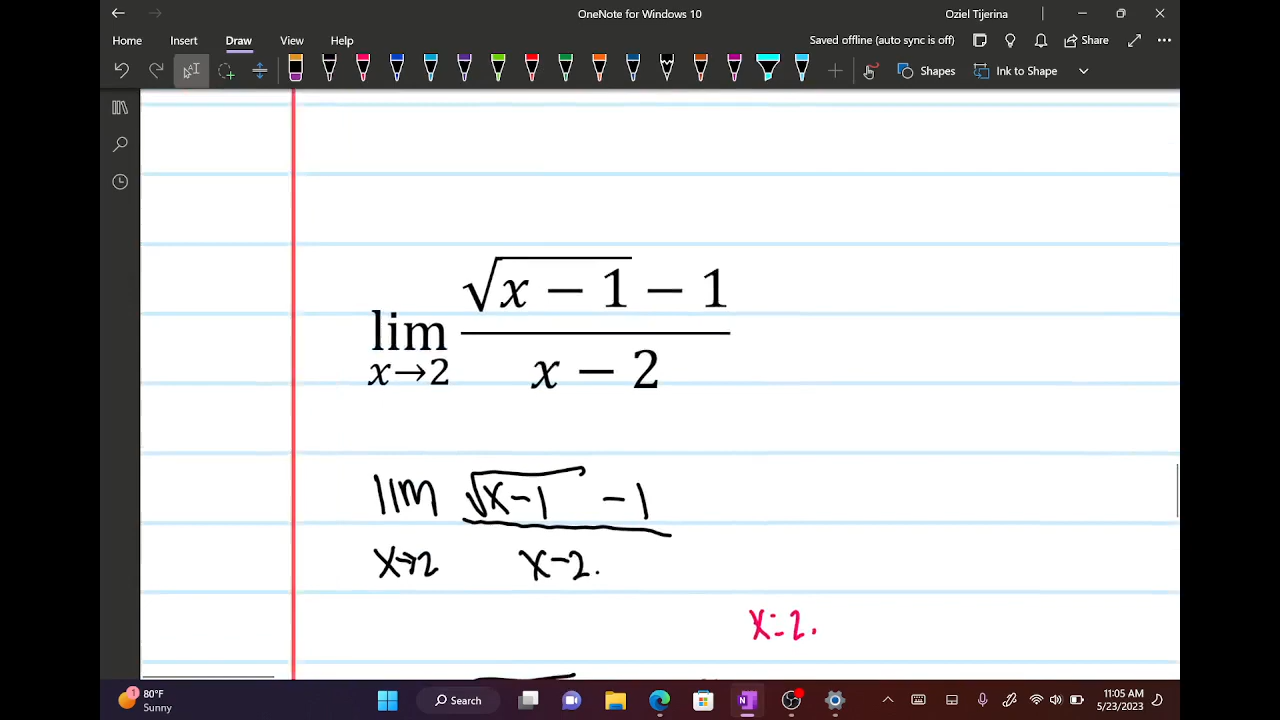 OneNote for Windows 10
Oziel Tijerina
Home Insert Draw View Help
Saved offline (auto sync is off)
Share
Shapes
Ink to Shape
lim x→2 (√(x − 1) − 1)/(x − 2)
lim x→2 (√(x-1) -1)/(x-2.)
x=2.
1
80°F
Sunny
Search
N
11:05 AM
5/23/2023